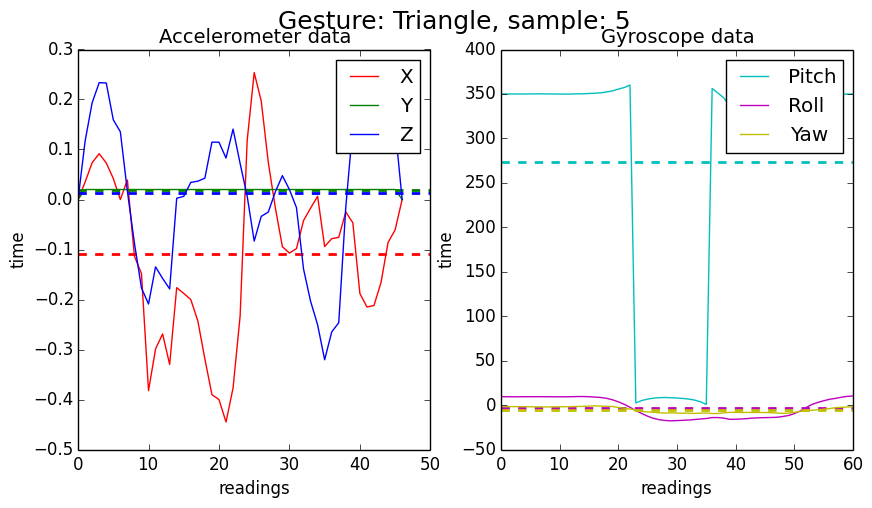 Gesture: Triangle, sample: 5
Accelerometer data
0.3
0.2
0.1
0.0
−0.1
−0.2
−0.3
−0.4
−0.5
time
0 10 20 30 40 50
readings
X
Y
Z
Gyroscope data
400
350
300
250
200
150
100
50
0
−50
time
0 10 20 30 40 50 60
readings
Pitch
Roll
Yaw